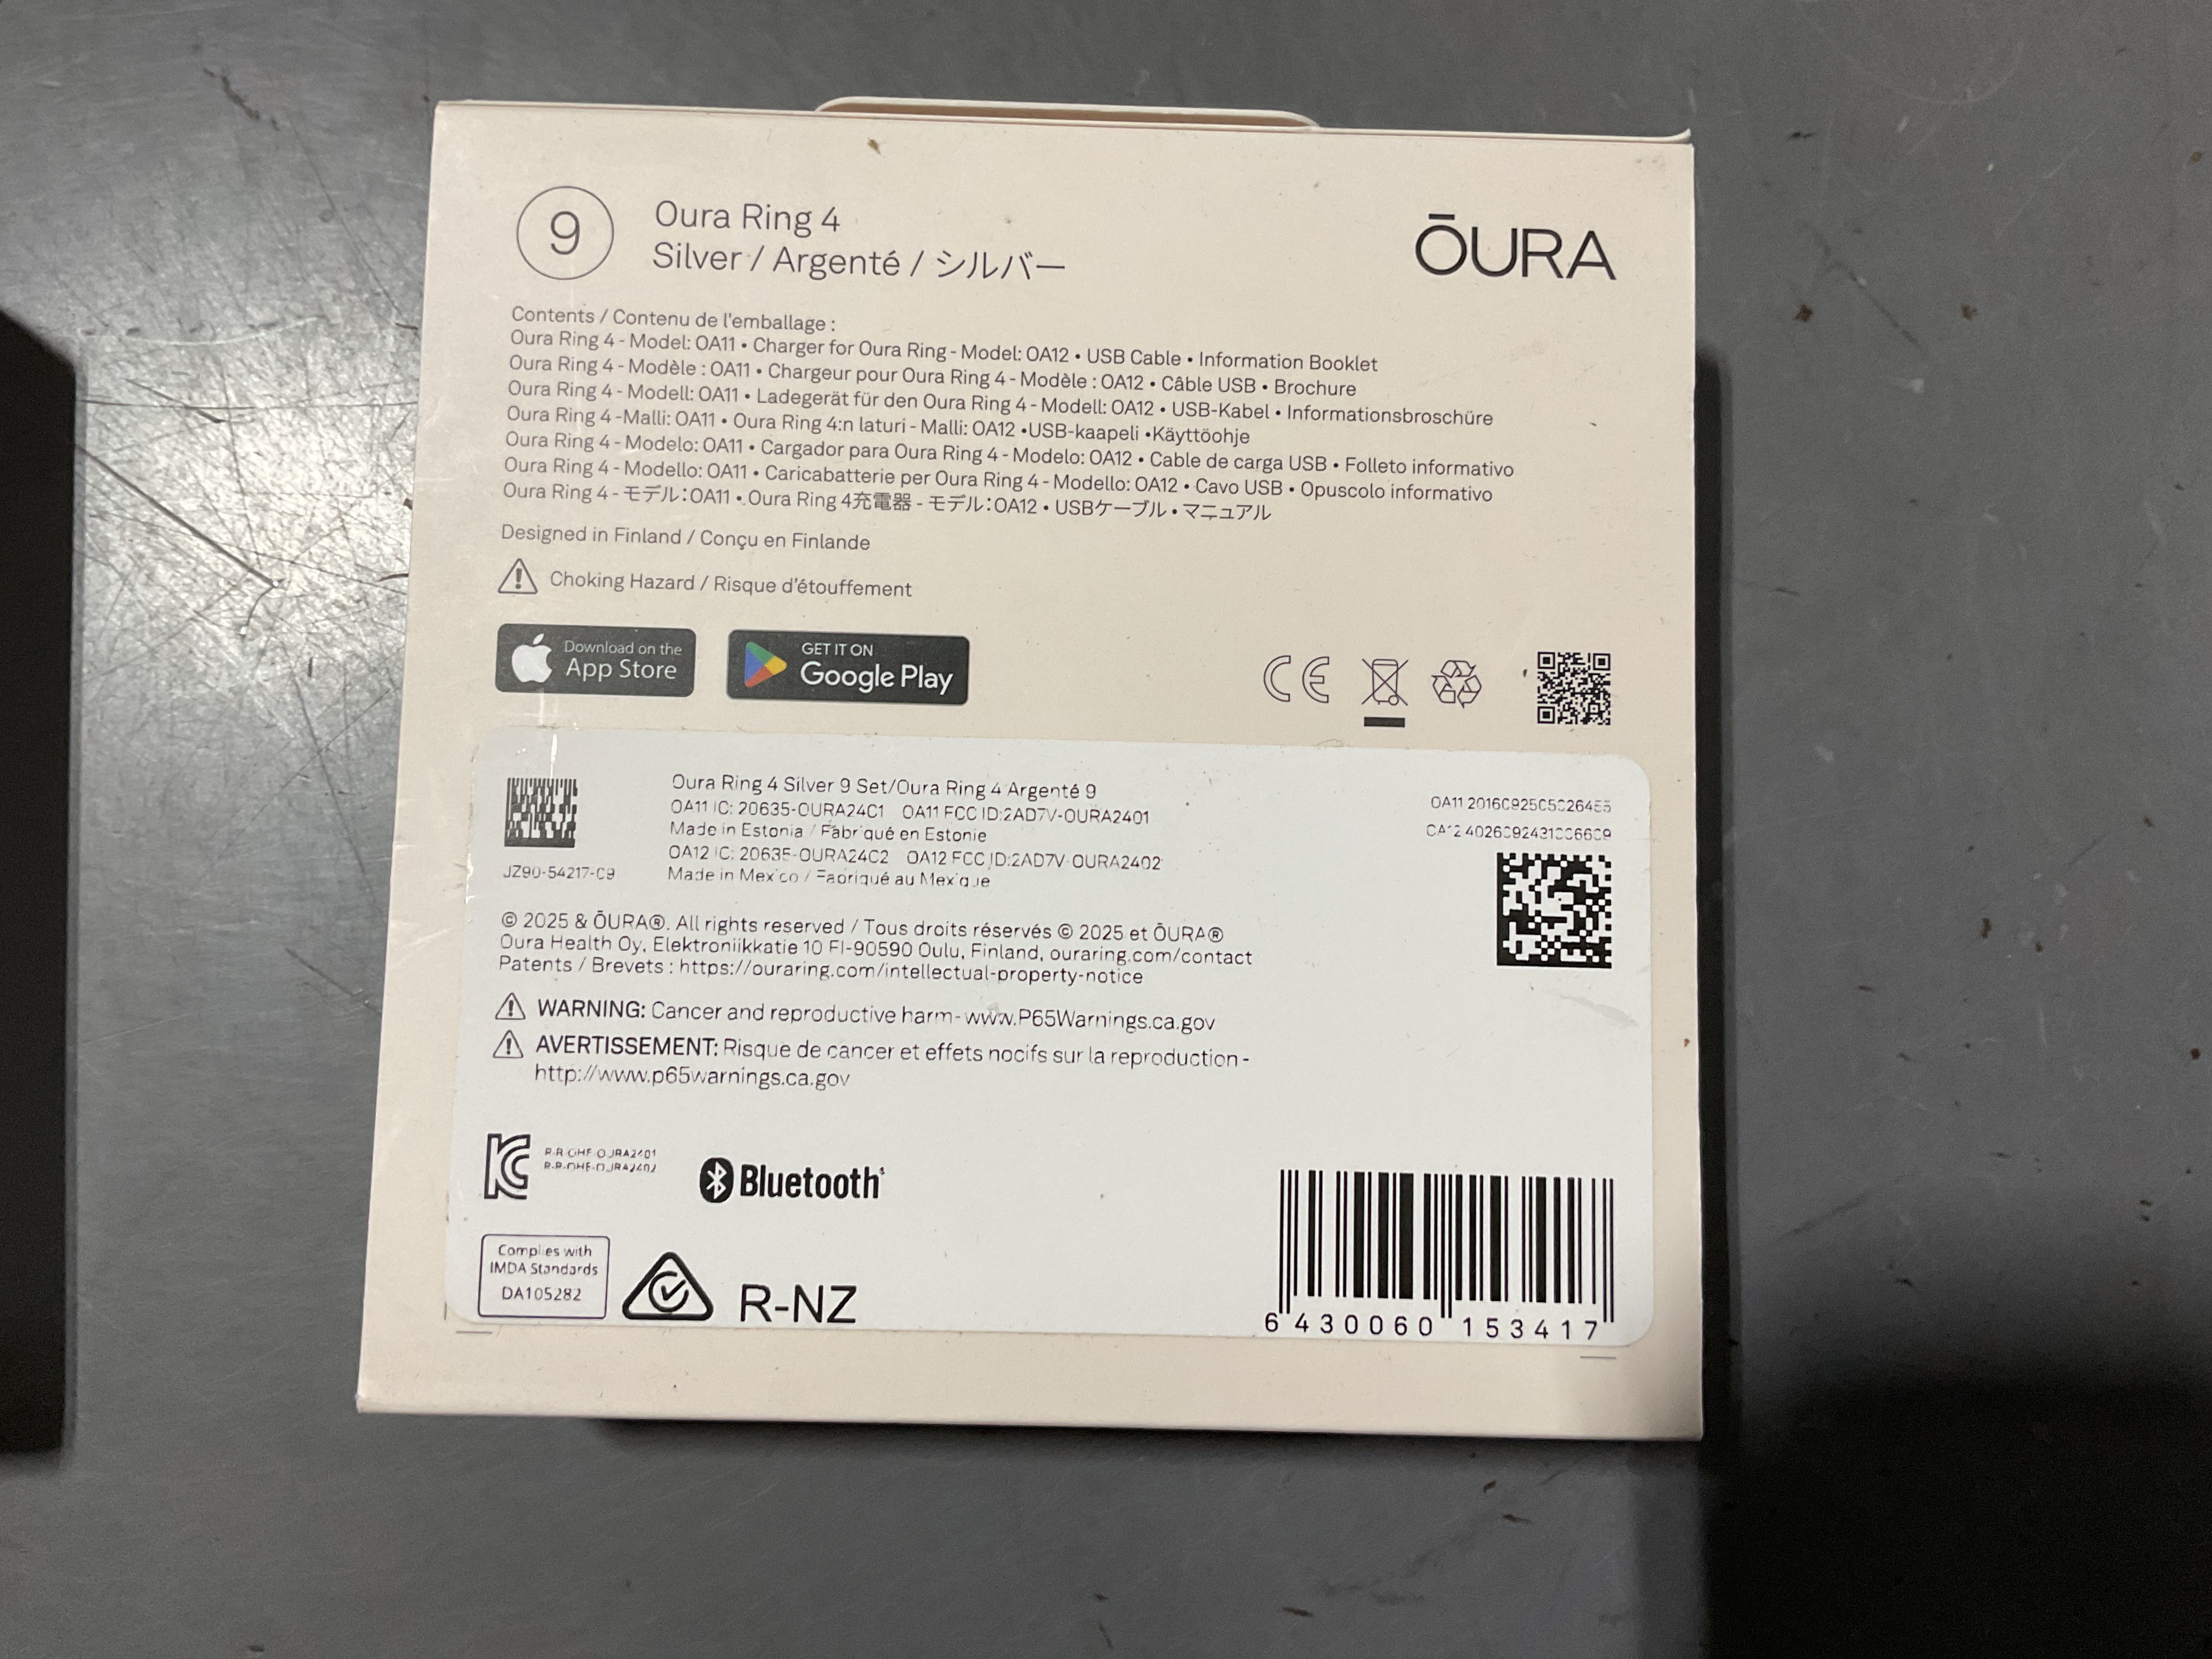 9
Oura Ring 4
Silver / Argenté / シルバー
ŌURA
Contents / Contenu de l'emballage :
Oura Ring 4 - Model: OA11 • Charger for Oura Ring - Model: OA12 • USB Cable • Information Booklet
Oura Ring 4 - Modèle : OA11 • Chargeur pour Oura Ring 4 - Modèle : OA12 • Câble USB • Brochure
Oura Ring 4 - Modell: OA11 • Ladegerät für den Oura Ring 4 - Modell: OA12 • USB-Kabel • Informationsbroschüre
Oura Ring 4 -Malli: OA11 • Oura Ring 4:n laturi - Malli: OA12 •USB-kaapeli •Käyttöohje
Oura Ring 4 - Modelo: OA11 • Cargador para Oura Ring 4 - Modelo: OA12 • Cable de carga USB • Folleto informativo
Oura Ring 4 - Modello: OA11 • Caricabatterie per Oura Ring 4 - Modello: OA12 • Cavo USB • Opuscolo informativo
Oura Ring 4 - モデル：OA11 • Oura Ring 4充電器 - モデル：OA12 • USBケーブル • マニュアル
Designed in Finland / Conçu en Finlande
Choking Hazard / Risque d'étouffement
Download on the
App Store
GET IT ON
Google Play
CE
Oura Ring 4 Silver 9 Set/Oura Ring 4 Argenté 9
OA11 IC: 20635-OURA24C1 OA11 FCC ID:2AD7V-OURA2401
Made in Estonia / Fabriqué en Estonie
OA12 IC: 20635-OURA24C2 OA12 FCC ID:2AD7V-OURA2402
Made in Mexico / Fabriqué au Mexique
JZ90-54217-09
OA11
© 2025 & ŌURA®. All rights reserved / Tous droits réservés © 2025 et ŌURA®
Oura Health Oy, Elektroniikkatie 10 FI-90590 Oulu, Finland, ouraring.com/contact
Patents / Brevets : https://ouraring.com/intellectual-property-notice
WARNING: Cancer and reproductive harm- www.P65Warnings.ca.gov
AVERTISSEMENT: Risque de cancer et effets nocifs sur la reproduction -
http://www.p65warnings.ca.gov
Bluetooth
Complies with
IMDA Standards
DA105282
R-NZ
6 430060 153417